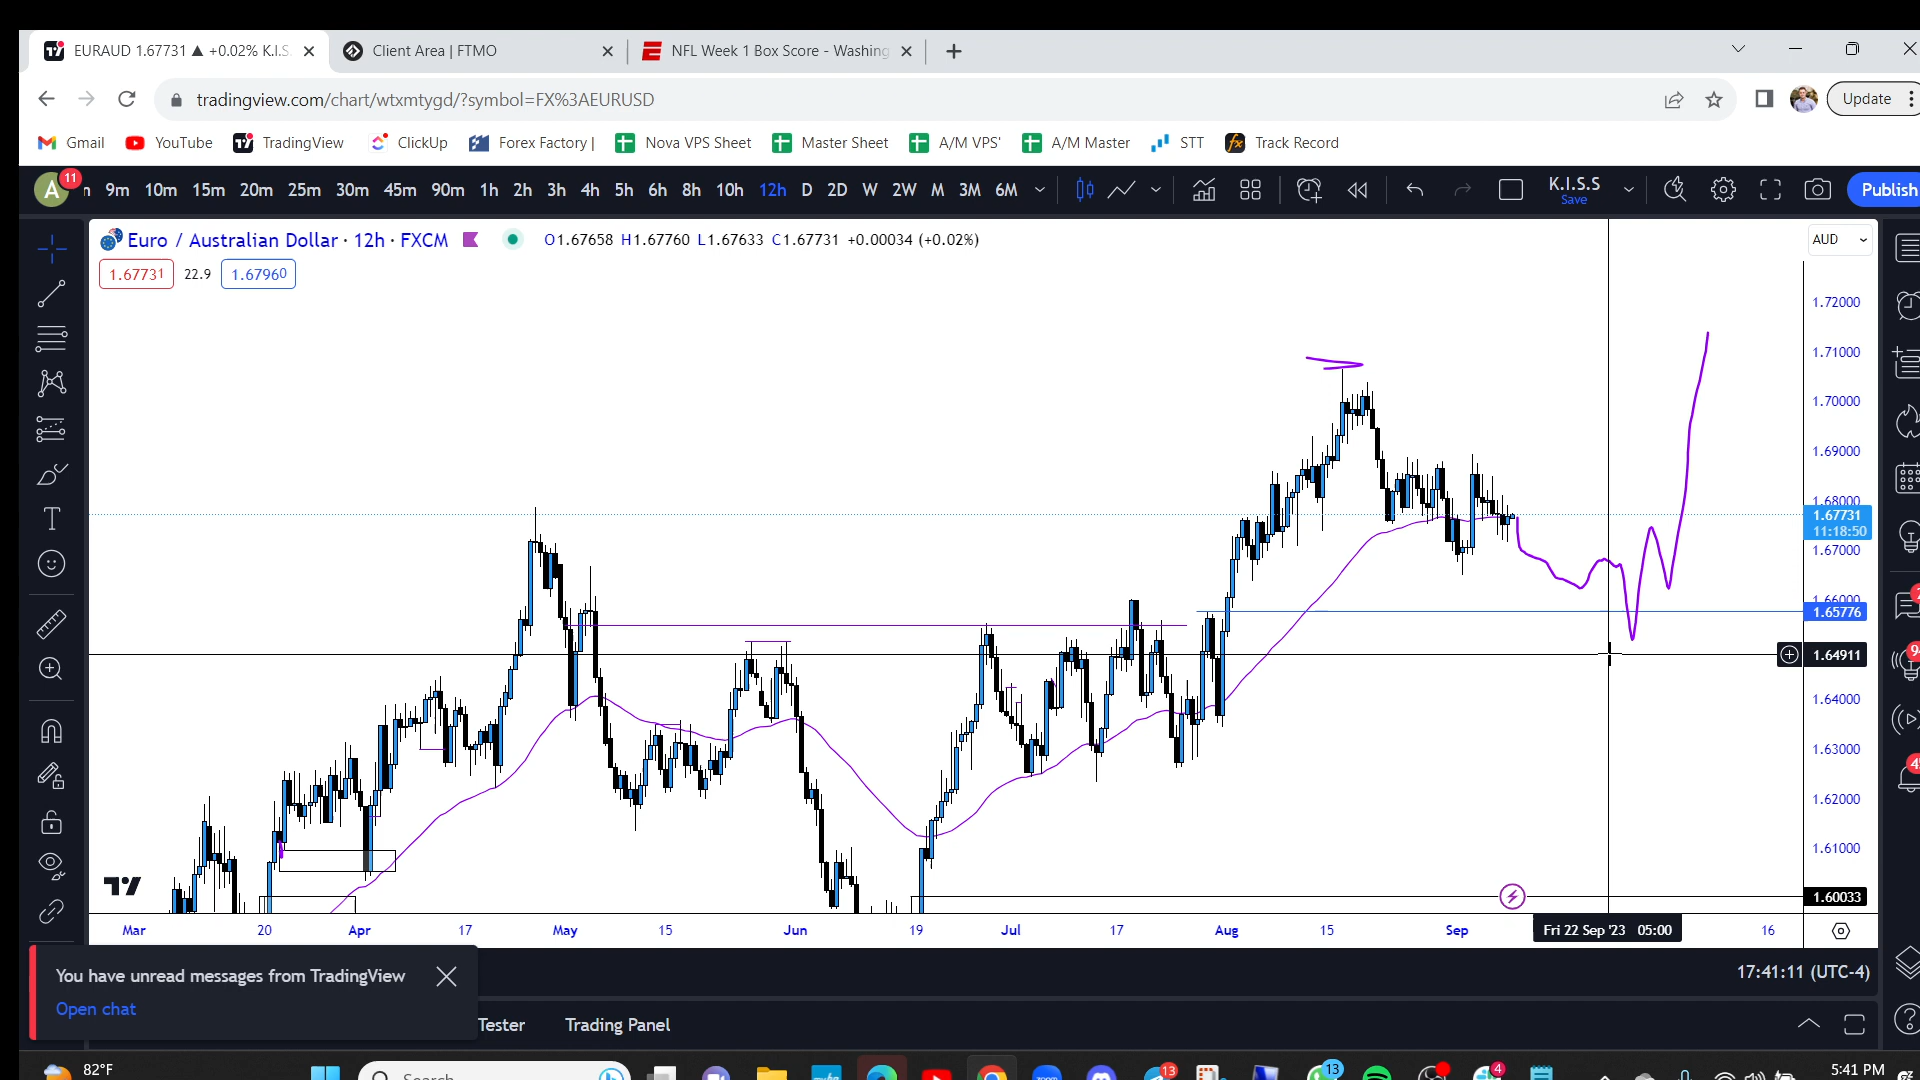 EURAUD 1.67731 ▲ +0.02% K.I.S.
Client Area | FTMO
NFL Week 1 Box Score - Washing
tradingview.com/chart/wtxmtygd/?symbol=FX%3AEURUSD
Update
Gmail
YouTube
TradingView
ClickUp
Forex Factory |
Nova VPS Sheet
Master Sheet
A/M VPS'
A/M Master
STT
Track Record
A
11
9m 10m 15m 20m 25m 30m 45m 90m 1h 2h 3h 4h 5h 6h 8h 10h 12h D 2D W 2W M 3M 6M
K.I.S.S
Save
Publish
Euro / Australian Dollar · 12h · FXCM
O1.67658 H1.67760 L1.67633 C1.67731 +0.00034 (+0.02%)
AUD
1.67731
22.9
1.67960
1.72000
1.71000
1.70000
1.69000
1.68000
1.67731
11:18:50
1.67000
1.66000
1.65776
1.64911
1.64000
1.63000
1.62000
1.61000
1.60033
Mar
20
Apr
17
May
15
Jun
19
Jul
17
Aug
15
Sep
Fri 22 Sep '23 05:00
16
You have unread messages from TradingView
Open chat
17:41:11 (UTC-4)
Tester
Trading Panel
82°F
Search
zoom
13
13
4
5:41 PM